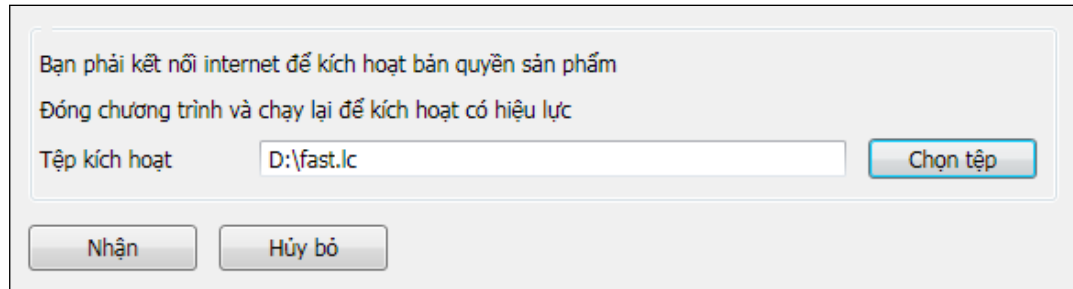 Bạn phải kết nối internet để kích hoạt bản quyền sản phẩm
Đóng chương trình và chạy lại để kích hoạt có hiệu lực
Tệp kích hoạt D:\fast.lc Chọn tệp
Nhận Hủy bỏ